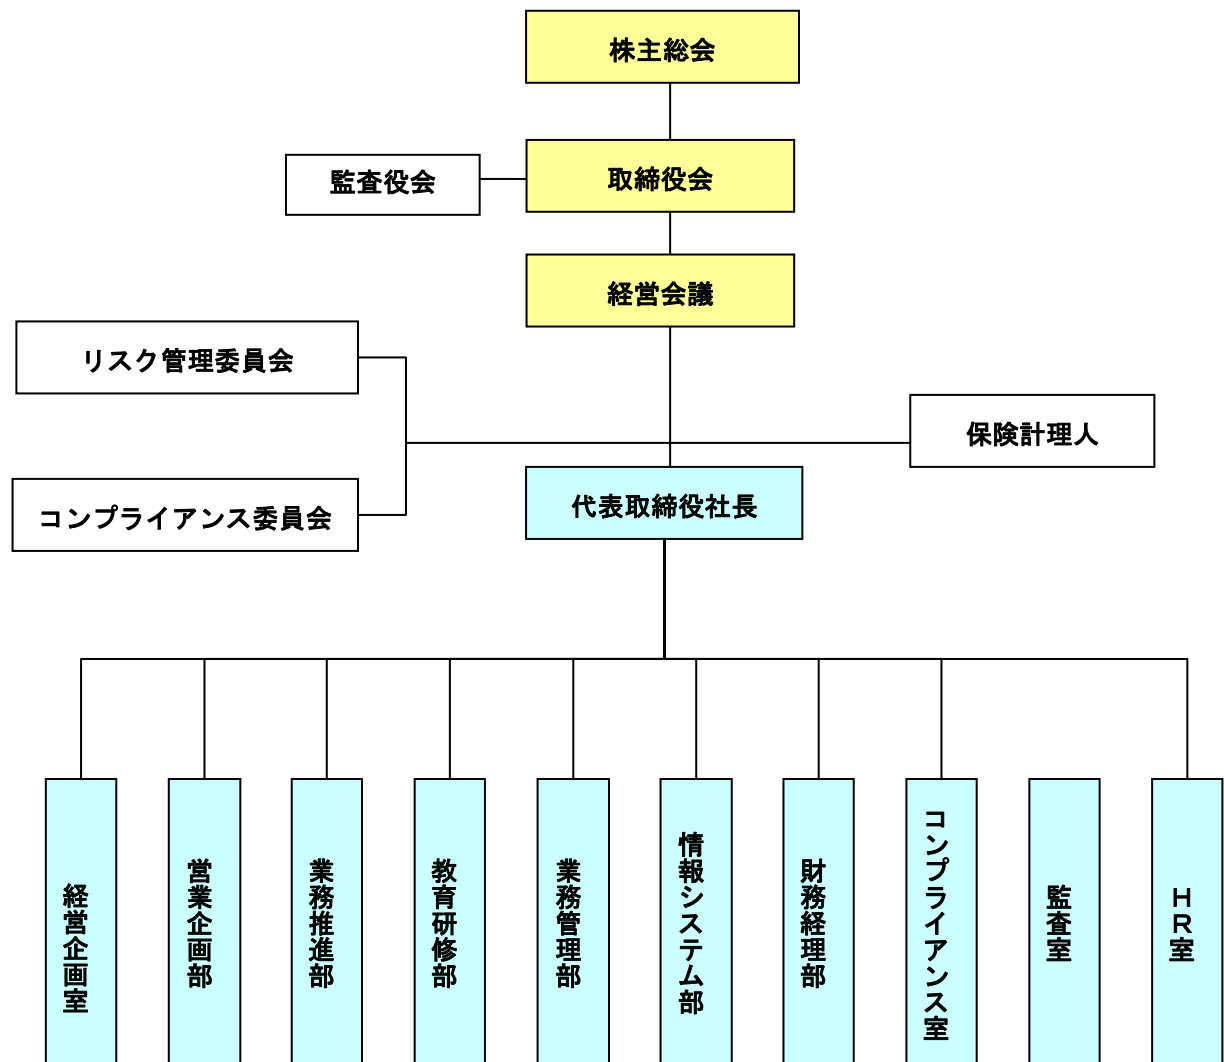 株主総会
監査役会
取締役会
経営会議
リスク管理委員会
保険計理人
コンプライアンス委員会
代表取締役社長
経営企画室
営業企画部
業務推進部
教育研修部
業務管理部
情報システム部
財務経理部
コンプライアンス室
監査室
ＨＲ室